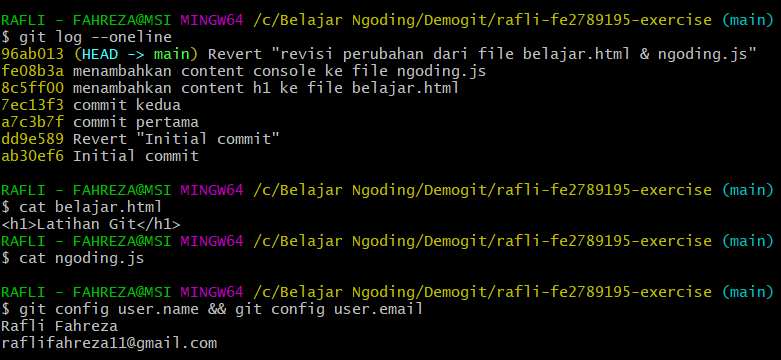 RAFLI - FAHREZA@MSI MINGW64 /c/Belajar Ngoding/Demogit/rafli-fe2789195-exercise (main)
$ git log --oneline
96ab013 (HEAD -> main) Revert "revisi perubahan dari file belajar.html & ngoding.js"
fe08b3a menambahkan content console ke file ngoding.js
8c5ff00 menambahkan content h1 ke file belajar.html
7ec13f3 commit kedua
a7c3b7f commit pertama
dd9e589 Revert "Initial commit"
ab30ef6 Initial commit
RAFLI - FAHREZA@MSI MINGW64 /c/Belajar Ngoding/Demogit/rafli-fe2789195-exercise (main)
$ cat belajar.html
<h1>Latihan Git</h1>
RAFLI - FAHREZA@MSI MINGW64 /c/Belajar Ngoding/Demogit/rafli-fe2789195-exercise (main)
$ cat ngoding.js
RAFLI - FAHREZA@MSI MINGW64 /c/Belajar Ngoding/Demogit/rafli-fe2789195-exercise (main)
$ git config user.name && git config user.email
Rafli Fahreza
raflifahreza11@gmail.com